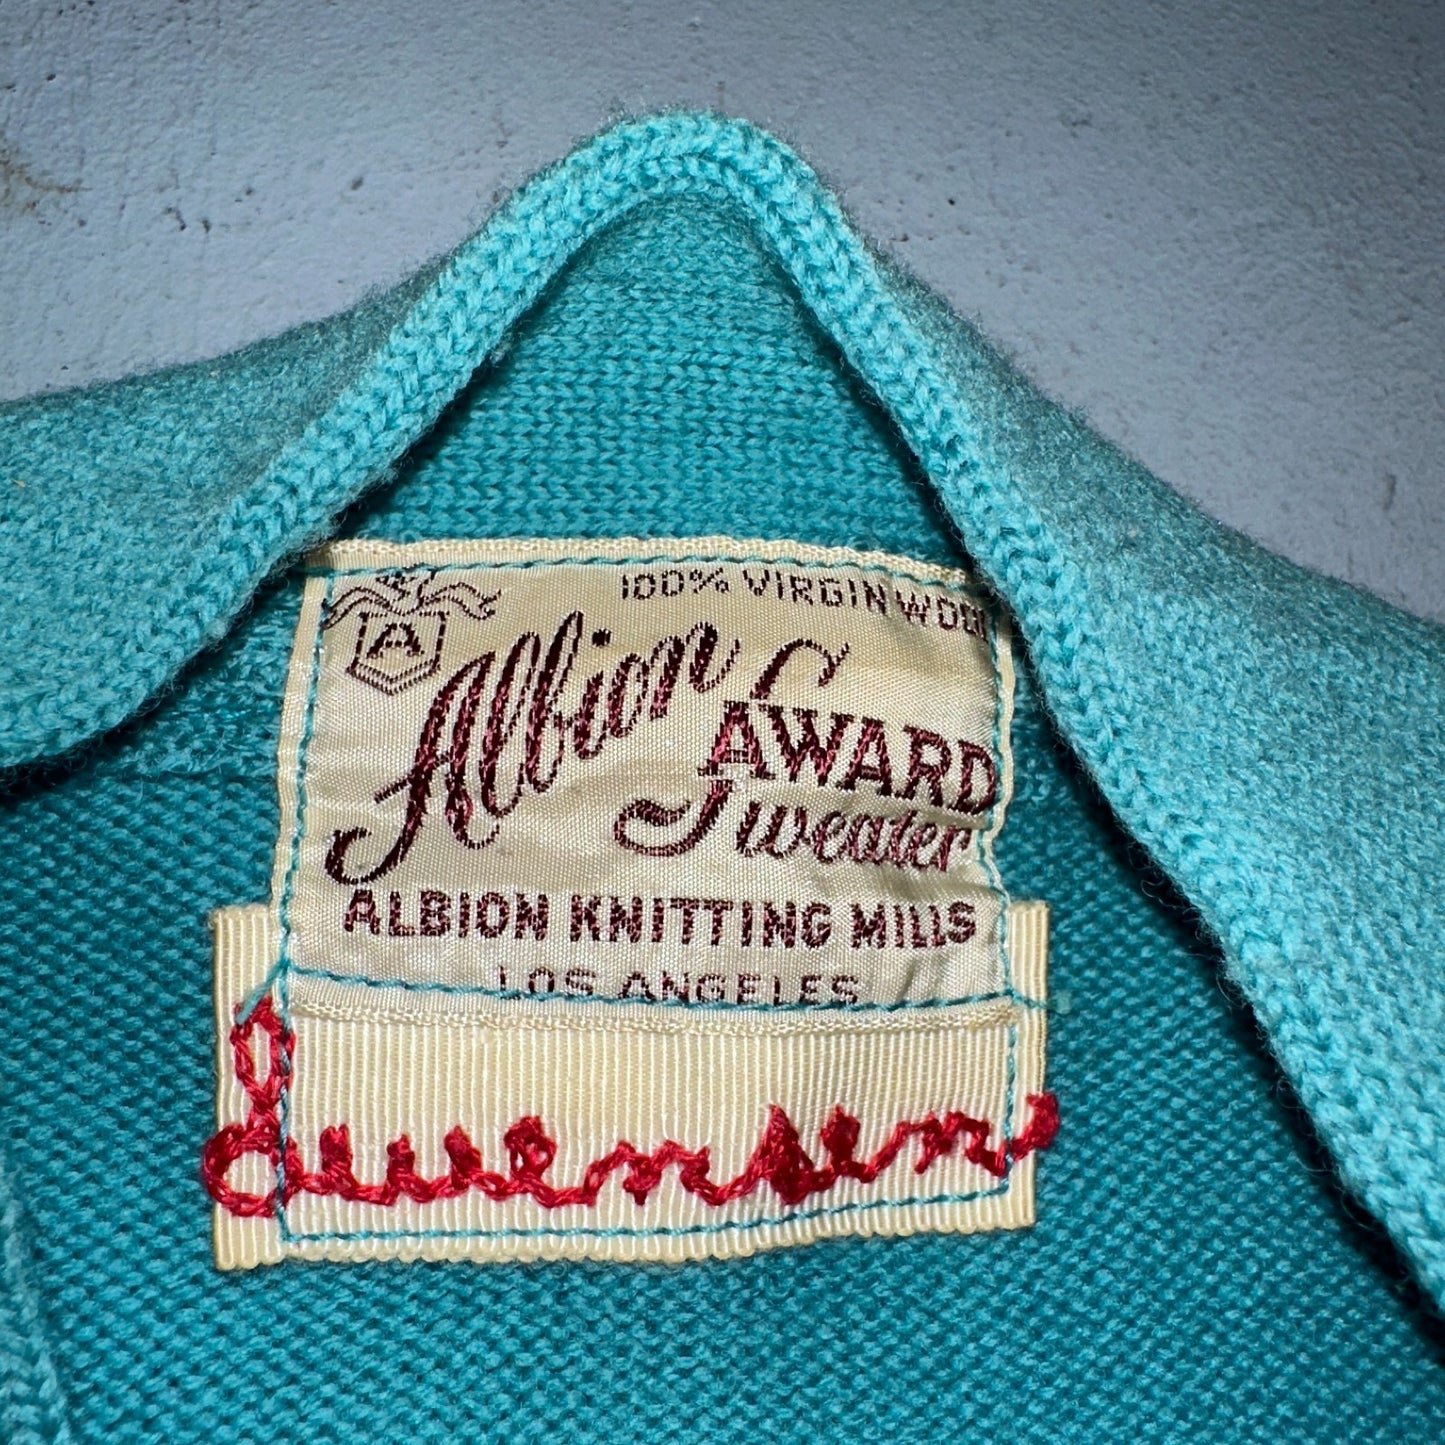 100% VIRGIN WOOL
A
Albion
AWARD
Sweater
ALBION KNITTING MILLS
LOS ANGELES